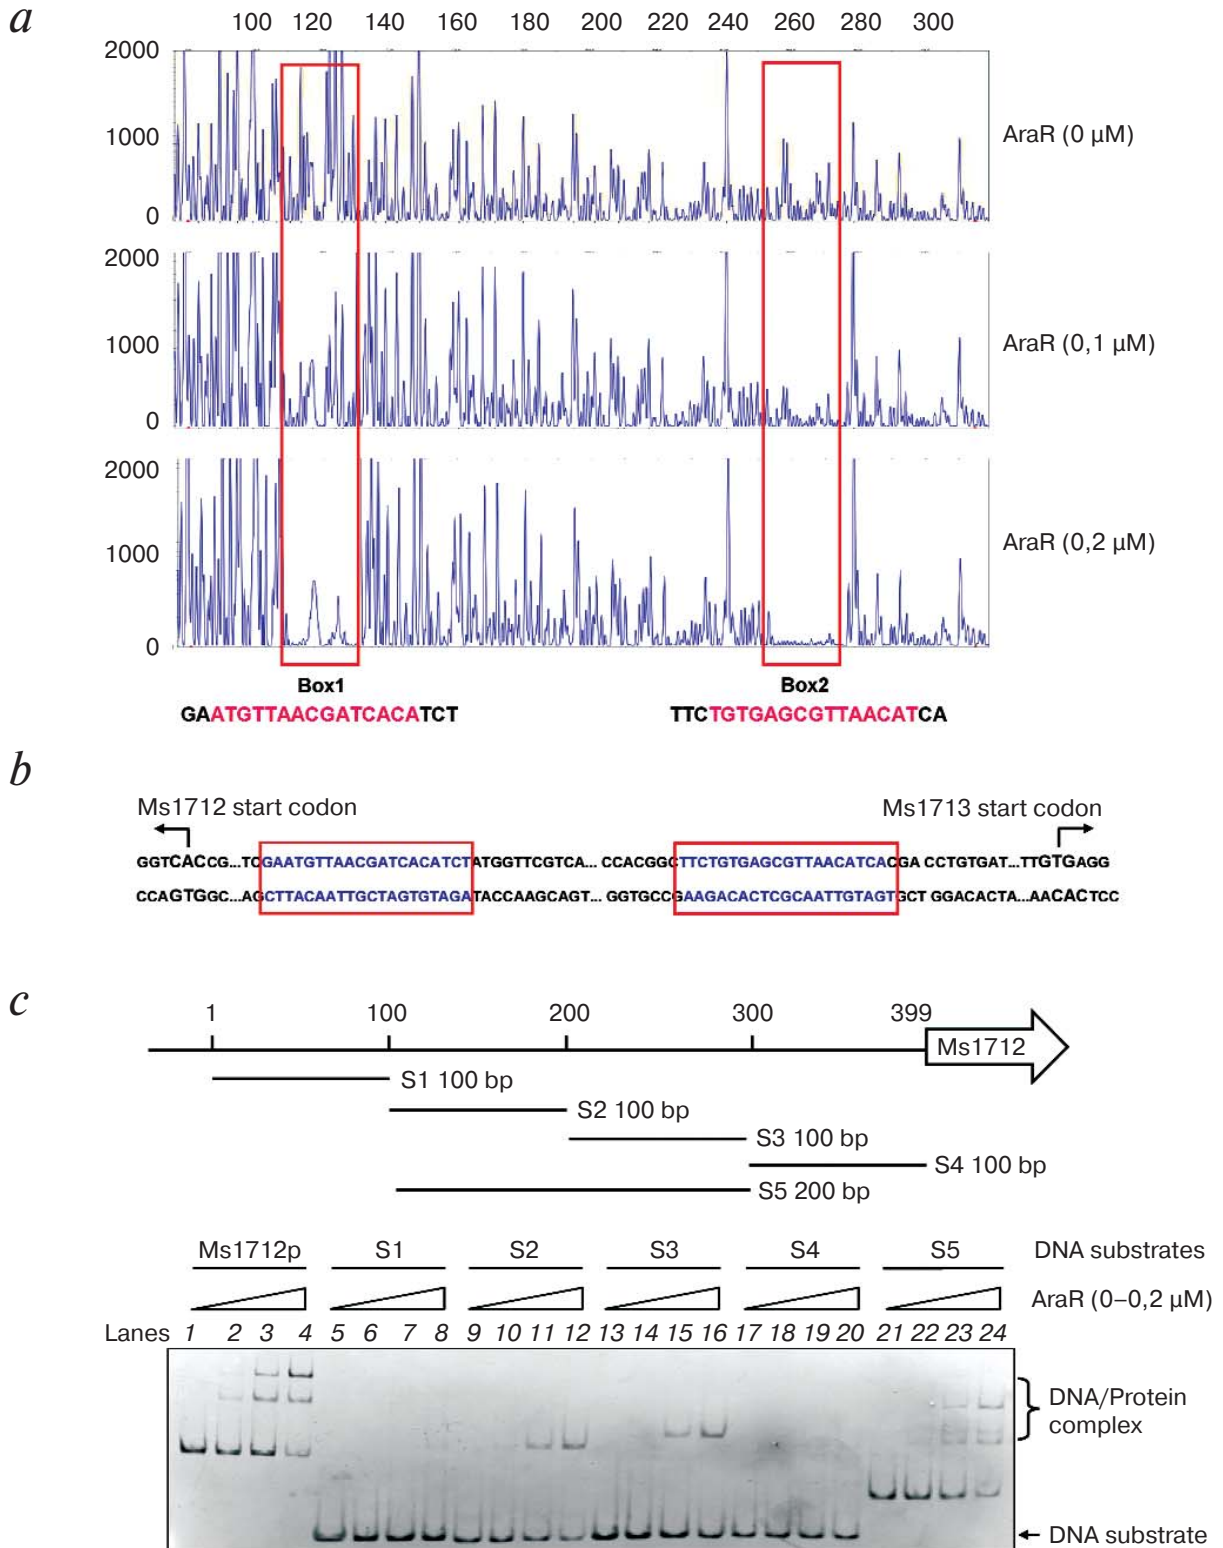 a
100 120 140 160 180 200 220 240 260 280 300
2000
1000
0
AraR (0 µM)
2000
1000
0
AraR (0,1 µM)
2000
1000
0
AraR (0,2 µM)
Box1 Box2
GAATGTTAACGATCACATCT TTCTGTGAGCGTTAACATCA
b
Ms1712 start codon Ms1713 start codon
GGTCACCG...TCGAATGTTAACGATCACATCTATGGTTCGTCA... CCACGGCTTCTGTGAGCGTTAACATCACGA CCTGTGAT...TTGTGAGG
CCAGTGGC...AGCTTACAATTGCTAGTGTAGATACCAAGCAGT... GGTGCCGAAGACACTCGCAATTGTAGTGCT GGACACTA...AACACTCC
c
1 100 200 300 399
Ms1712
S1 100 bp
S2 100 bp
S3 100 bp
S4 100 bp
S5 200 bp
Ms1712p S1 S2 S3 S4 S5 DNA substrates
AraR (0–0,2 µM)
Lanes 1 2 3 4 5 6 7 8 9 10 11 12 13 14 15 16 17 18 19 20 21 22 23 24
DNA/Protein
complex
DNA substrate